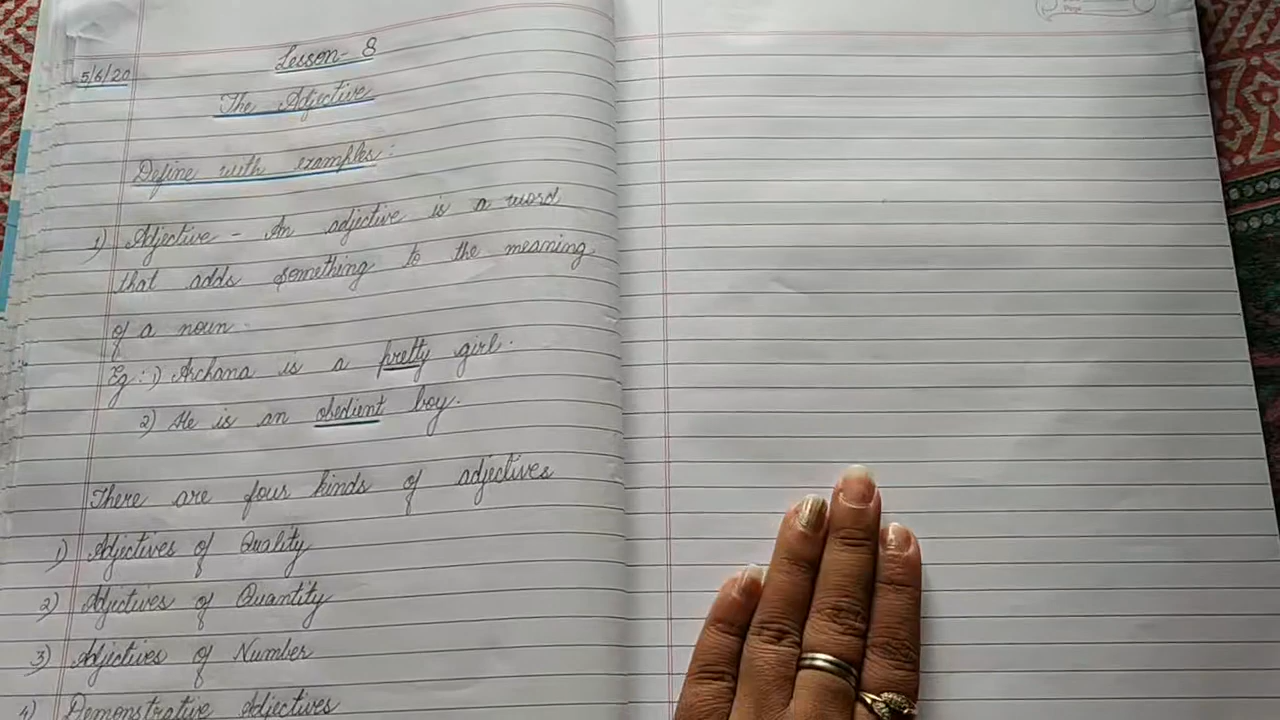 Lesson- 8
5/6/20
The Adjective
Define with examples:
1) Adjective - An adjective is a word
that adds something to the meaning
of a noun.
Eg:-1) Archana is a pretty girl.
2) He is an obedient boy.
There are four kinds of adjectives
1) Adjectives of Quality
2) Adjectives of Quantity
3) Adjectives of Number
4) Demonstrative Adjectives
Page